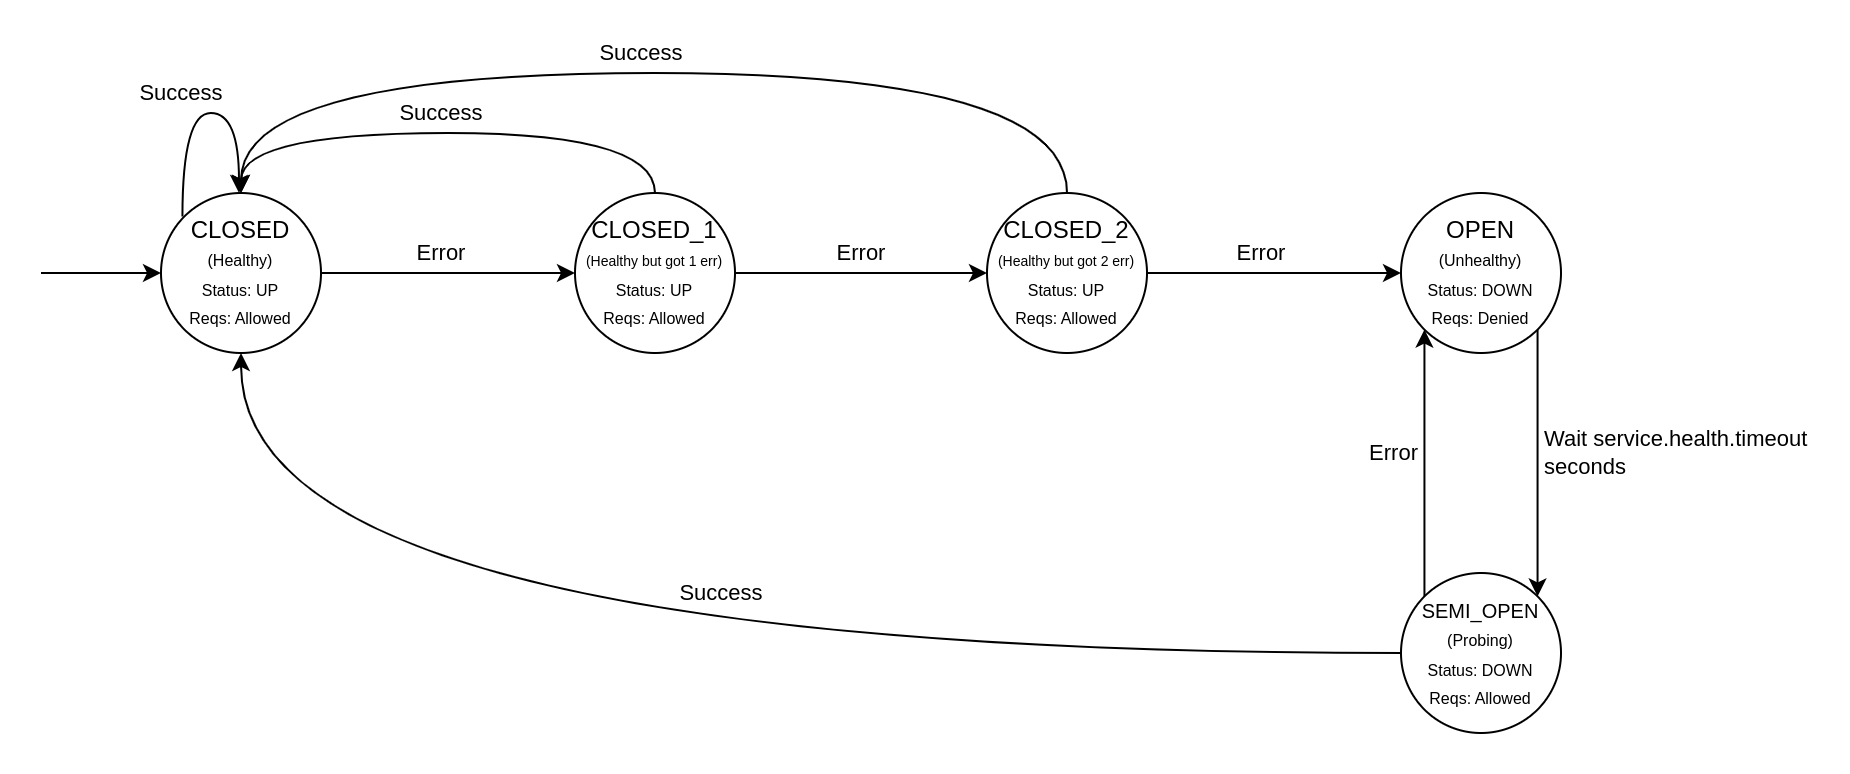 Success
Success
Success
CLOSED
(Healthy)
Status: UP
Reqs: Allowed
Error
CLOSED_1
(Healthy but got 1 err)
Status: UP
Reqs: Allowed
Error
CLOSED_2
(Healthy but got 2 err)
Status: UP
Reqs: Allowed
Error
OPEN
(Unhealthy)
Status: DOWN
Reqs: Denied
Error
Wait service.health.timeout
seconds
Success
SEMI_OPEN
(Probing)
Status: DOWN
Reqs: Allowed